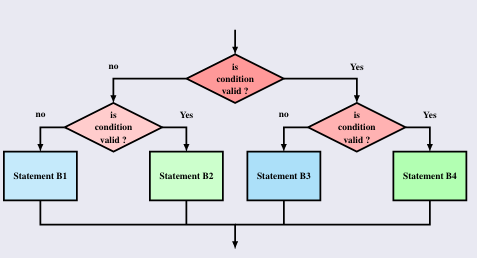 no
is
condition
valid ?
Yes
no
is
condition
valid ?
Yes
no
is
condition
valid ?
Yes
Statement B1
Statement B2
Statement B3
Statement B4